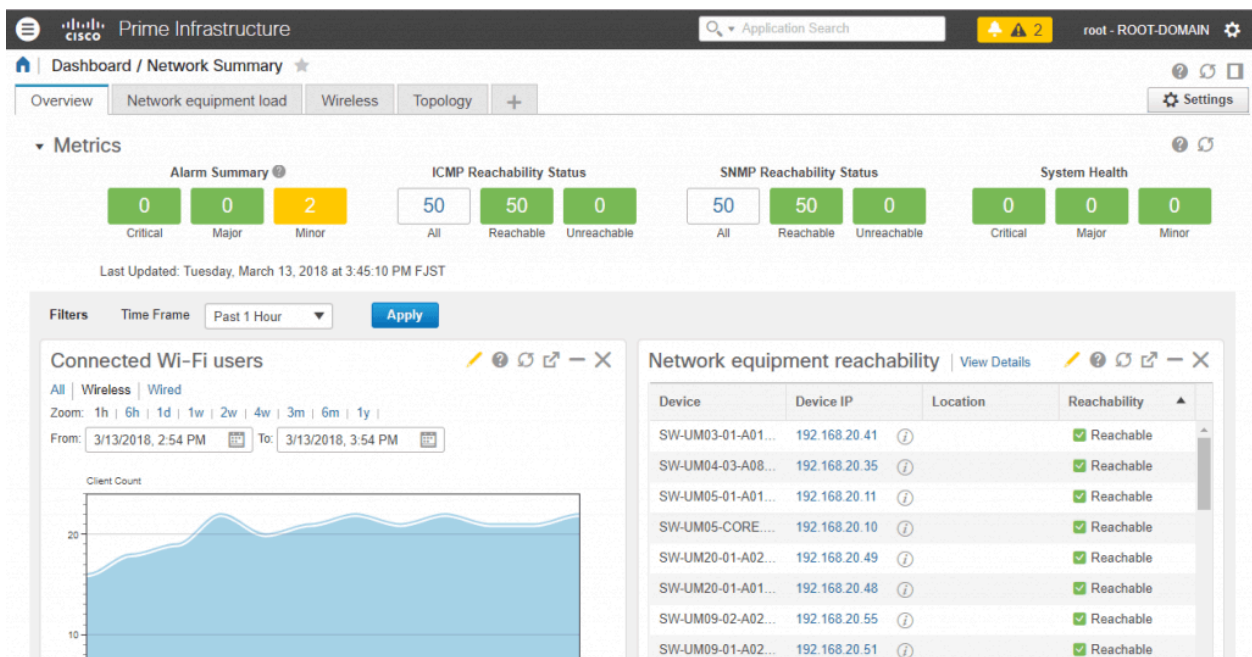 CISCO Prime Infrastructure
Application Search
2
root - ROOT-DOMAIN
Dashboard / Network Summary
Overview Network equipment load Wireless Topology +
Settings
Metrics
Alarm Summary ICMP Reachability Status SNMP Reachability Status System Health
0 0 2 50 50 0 50 50 0 0 0 0
Critical Major Minor All Reachable Unreachable All Reachable Unreachable Critical Major Minor
Last Updated: Tuesday, March 13, 2018 at 3:45:10 PM FJST
Filters Time Frame Past 1 Hour Apply
Connected Wi-Fi users
All | Wireless | Wired
Zoom: 1h | 6h | 1d | 1w | 2w | 4w | 3m | 6m | 1y |
From: 3/13/2018, 2:54 PM To: 3/13/2018, 3:54 PM
Client Count
20
10
Network equipment reachability | View Details
Device Device IP Location Reachability
SW-UM03-01-A01... 192.168.20.41 Reachable
SW-UM04-03-A08... 192.168.20.35 Reachable
SW-UM05-01-A01... 192.168.20.11 Reachable
SW-UM05-CORE.... 192.168.20.10 Reachable
SW-UM20-01-A02... 192.168.20.49 Reachable
SW-UM20-01-A01... 192.168.20.48 Reachable
SW-UM09-02-A02... 192.168.20.55 Reachable
SW-UM09-01-A02... 192.168.20.51 Reachable